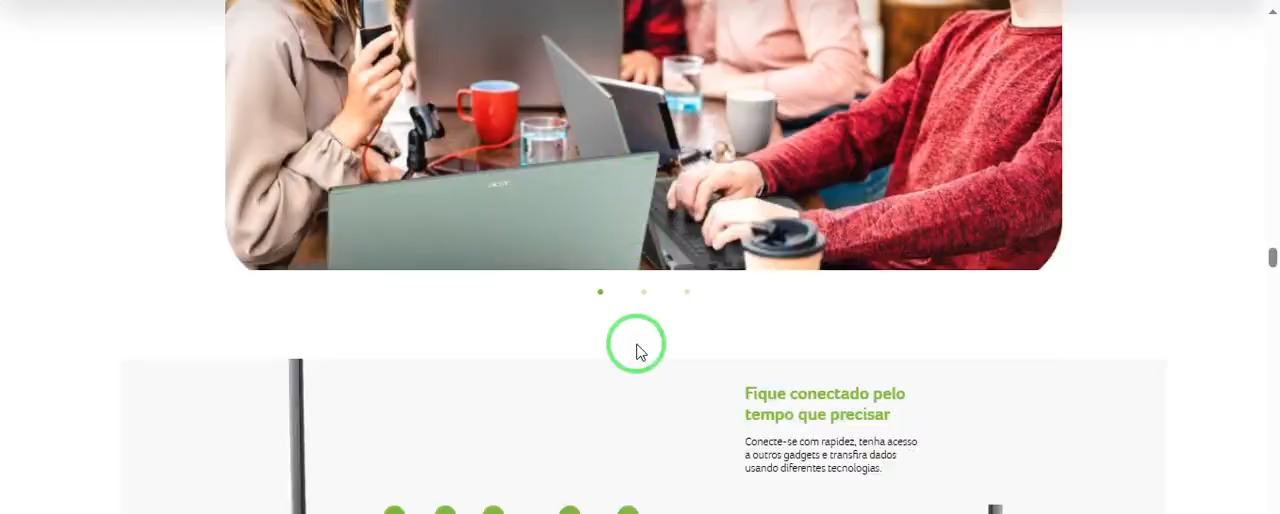 acer
Fique conectado pelo
tempo que precisar
Conecte-se com rapidez, tenha acesso
a outros gadgets e transfira dados
usando diferentes tecnologias.